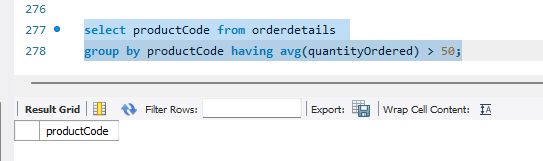 276
277 select productCode from orderdetails
278 group by productCode having avg(quantityOrdered) > 50;
Result Grid Filter Rows: Export: Wrap Cell Content: IA
productCode